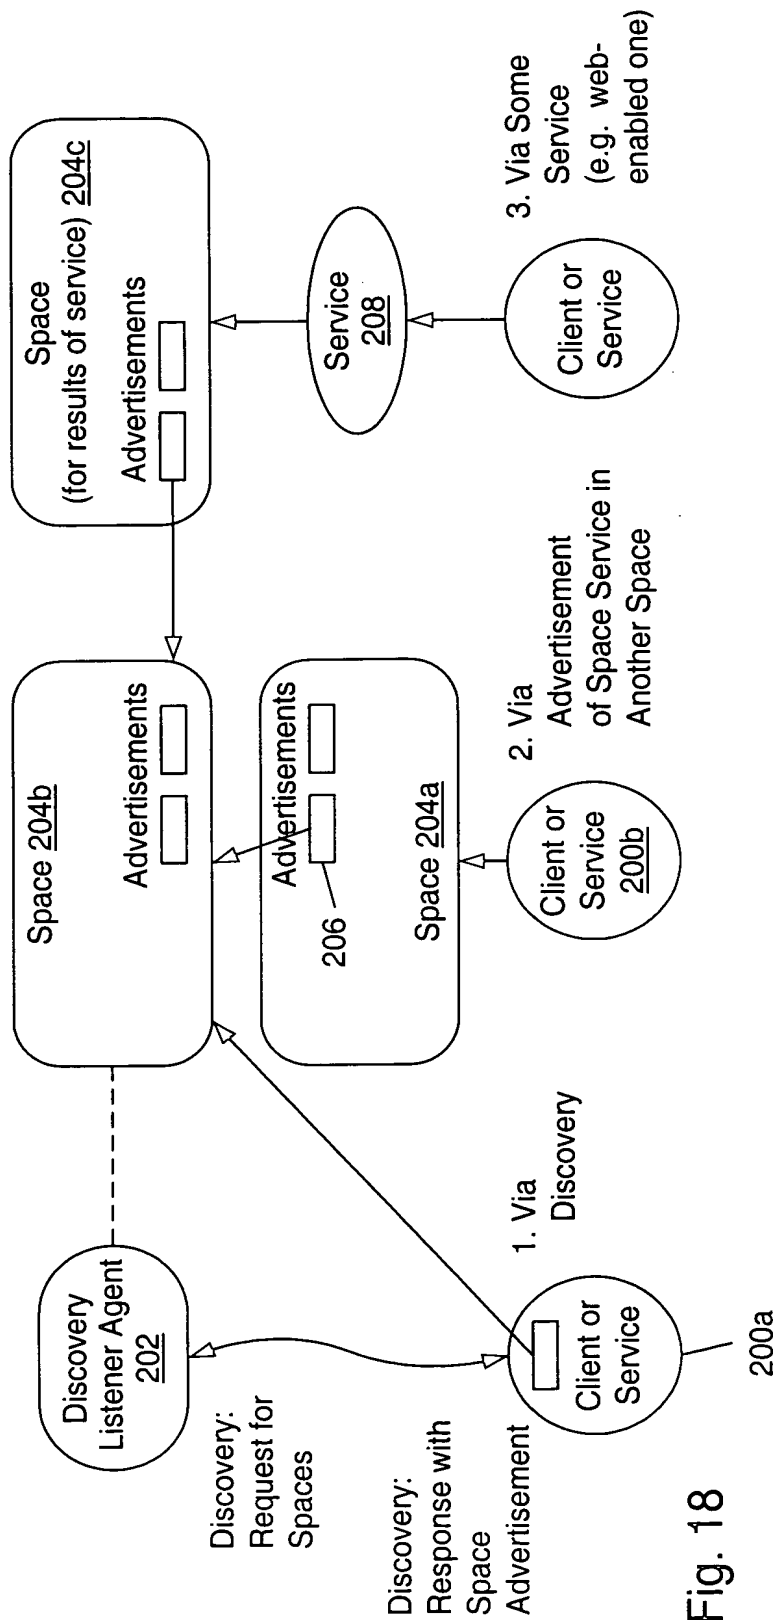 Discovery
Listener Agent
202
Space 204b
Advertisements
Space
(for results of service) 204c
Advertisements
Discovery:
Request for
Spaces
Advertisements
206
Space 204a
Service
208
Discovery:
Response with
Space
Advertisement
Client or
Service
200a
1. Via
Discovery
Client or
Service
200b
2. Via
Advertisement
of Space Service in
Another Space
Client or
Service
3. Via Some
Service
(e.g. web-
enabled one)
Fig. 18